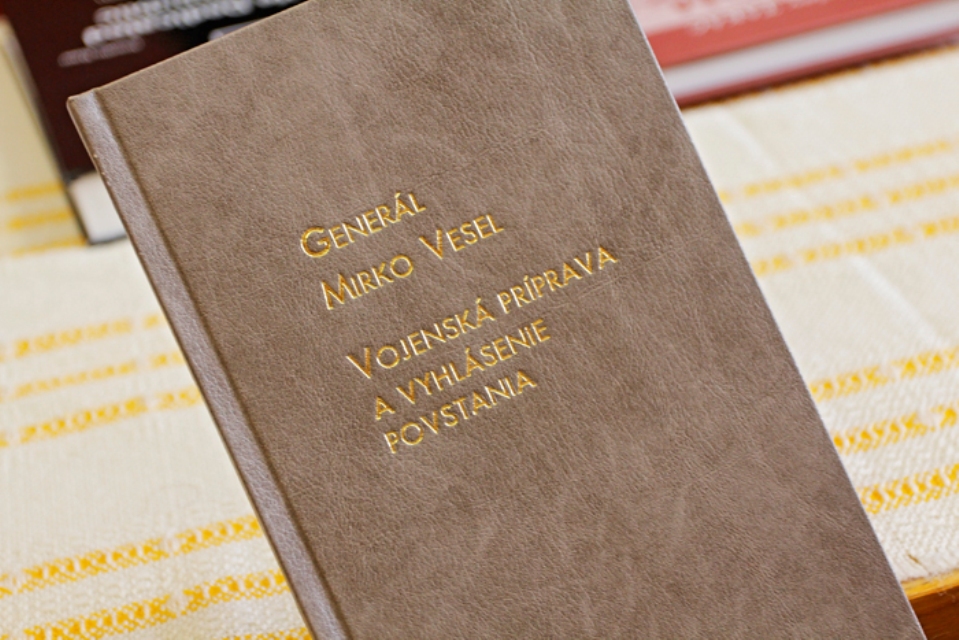 GENERÁL
MIRKO VESEL
VOJENSKÁ PRÍPRAVA
A VYHLÁSENIE
POVSTANIA